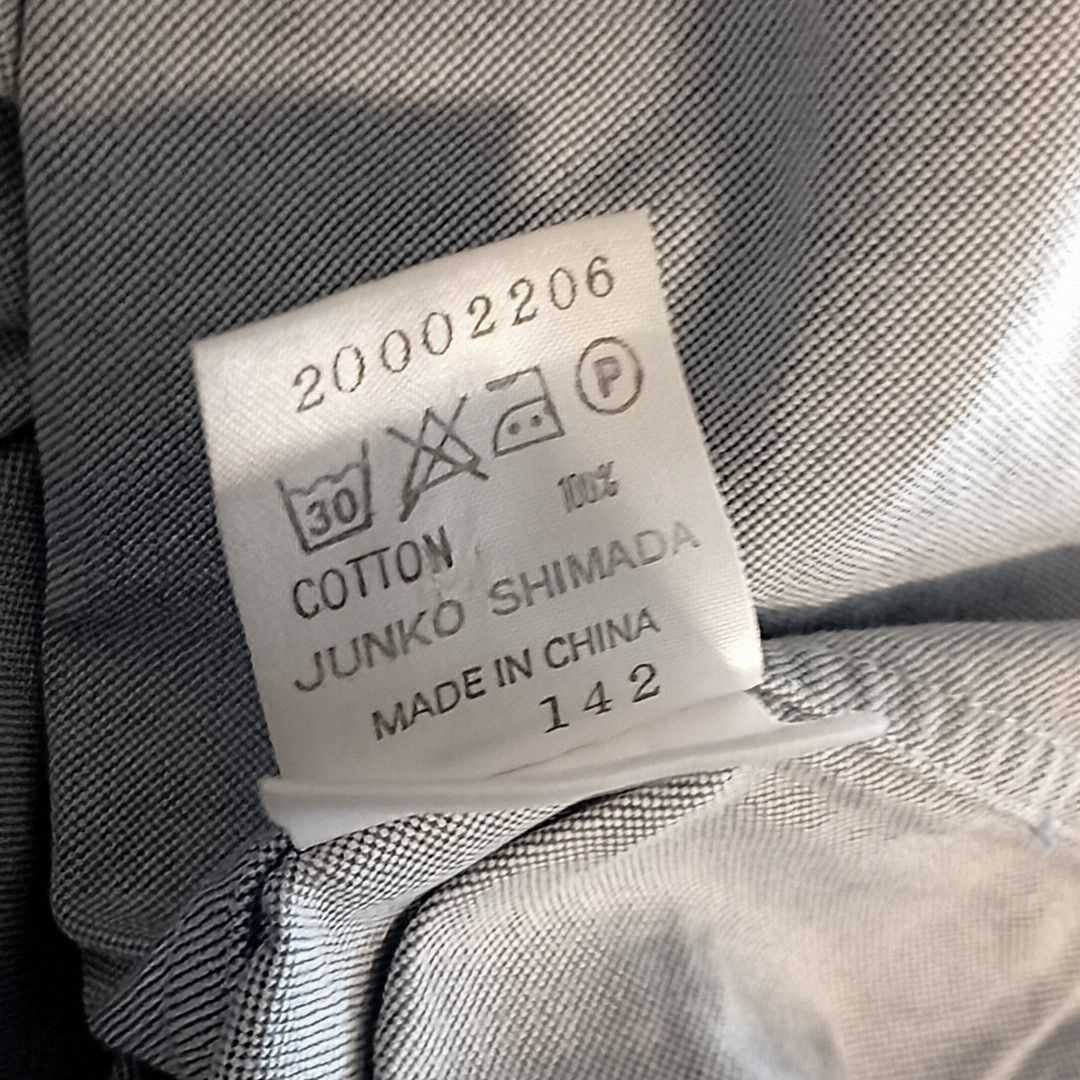 20002206
30 P
COTTON 100%
JUNKO SHIMADA
MADE IN CHINA
142